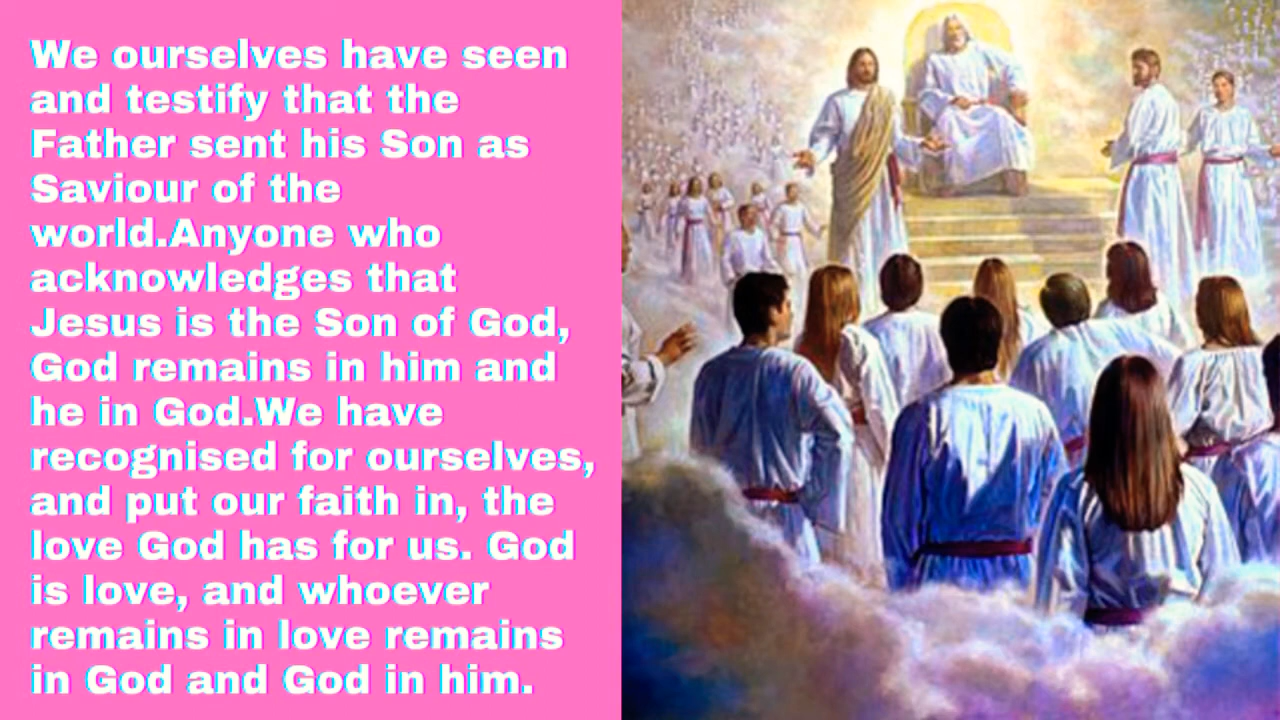 We ourselves have seen
and testify that the
Father sent his Son as
Saviour of the
world.Anyone who
acknowledges that
Jesus is the Son of God,
God remains in him and
he in God.We have
recognised for ourselves,
and put our faith in, the
love God has for us. God
is love, and whoever
remains in love remains
in God and God in him.